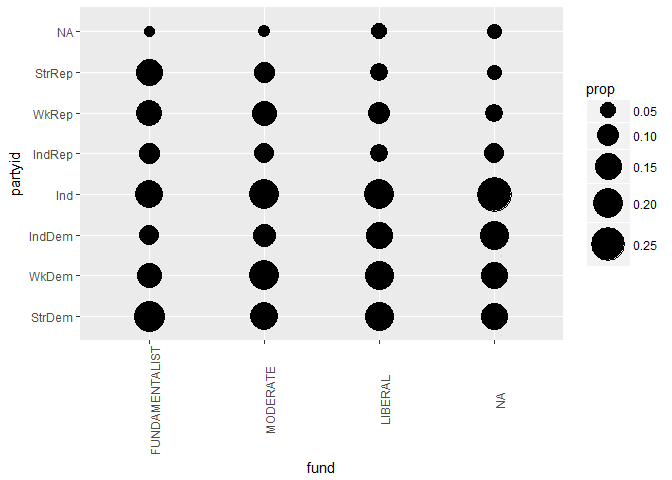 NA
StrRep
WkRep
IndRep
Ind
IndDem
WkDem
StrDem
partyid
FUNDAMENTALIST
MODERATE
LIBERAL
NA
fund
prop
0.05
0.10
0.15
0.20
0.25